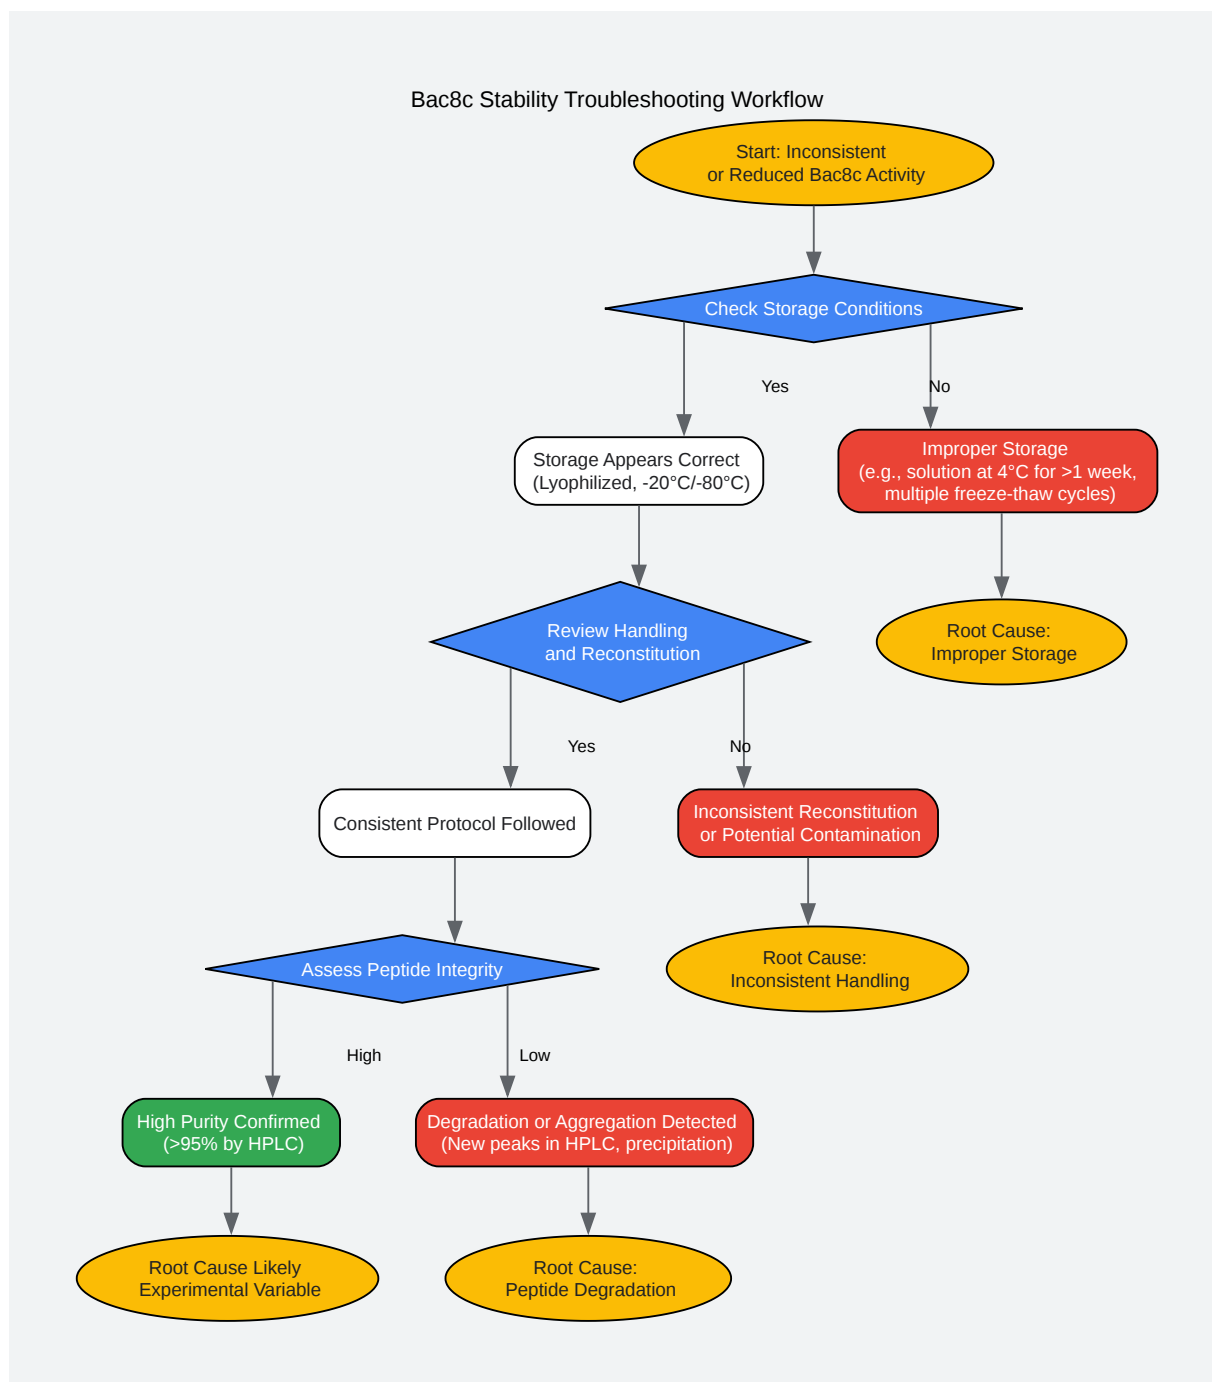 Bac8c Stability Troubleshooting Workflow
Start: Inconsistent
or Reduced Bac8c Activity
Check Storage Conditions
Yes
No
Storage Appears Correct
(Lyophilized, -20°C/-80°C)
Improper Storage
(e.g., solution at 4°C for >1 week,
multiple freeze-thaw cycles)
Review Handling
and Reconstitution
Root Cause:
Improper Storage
Yes
No
Consistent Protocol Followed
Inconsistent Reconstitution
or Potential Contamination
Assess Peptide Integrity
Root Cause:
Inconsistent Handling
High
Low
High Purity Confirmed
(>95% by HPLC)
Degradation or Aggregation Detected
(New peaks in HPLC, precipitation)
Root Cause Likely
Experimental Variable
Root Cause:
Peptide Degradation